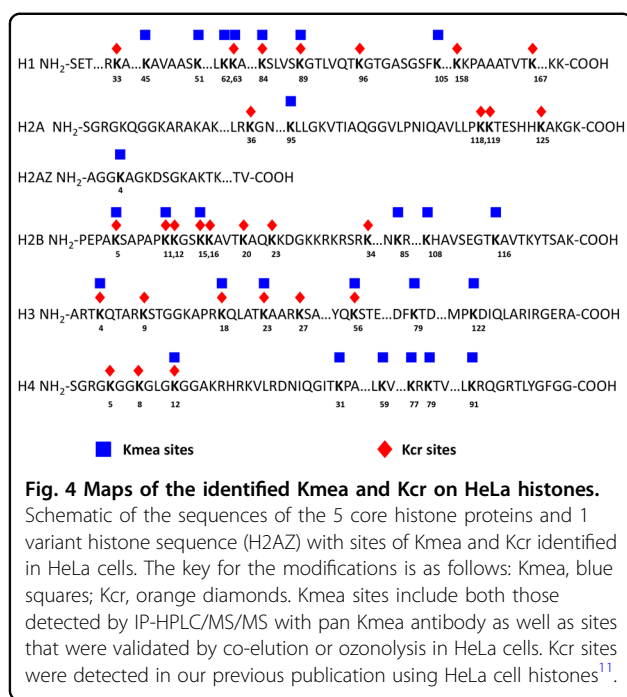 H1 NH2-SET...RKA...KAVAASK...LKKA...KSLVSKGTLVQTKGTGASGSFK...KKPAAATVTK...KK-COOH
33 45 51 62,63 84 89 96 105 158 167
H2A NH2-SGRGKQGGKARAKAK...LRKGN...KLLGKVTIAQGGVLPNIQAVLLPKKTESHHKAKGK-COOH
36 95 118,119 125
H2AZ NH2-AGGKAGKDSGKAKTK...TV-COOH
4
H2B NH2-PEPAKSAPAPKKGSKKAVTKAQKKDGKKRKRSRK...NKR...KHAVSEGTKAVTKYTSAK-COOH
5 11,12 15,16 20 23 34 85 108 116
H3 NH2-ARTKQTARKSTGGKAPRKQLATKAARKSA...YQKSTE...DFKTD...MPKDIQLARIRGERA-COOH
4 9 18 23 27 56 79 122
H4 NH2-SGRGKGGKGLGKGGAKRHRKVLRDNIQGITKPA...LKV...KRKTV...LKRQGRTLYGFGG-COOH
5 8 12 31 59 77 79 91
Kmea sites Kcr sites
Fig. 4 Maps of the identified Kmea and Kcr on HeLa histones.
Schematic of the sequences of the 5 core histone proteins and 1
variant histone sequence (H2AZ) with sites of Kmea and Kcr identified
in HeLa cells. The key for the modifications is as follows: Kmea, blue
squares; Kcr, orange diamonds. Kmea sites include both those
detected by IP-HPLC/MS/MS with pan Kmea antibody as well as sites
that were validated by co-elution or ozonolysis in HeLa cells. Kcr sites
were detected in our previous publication using HeLa cell histones11.